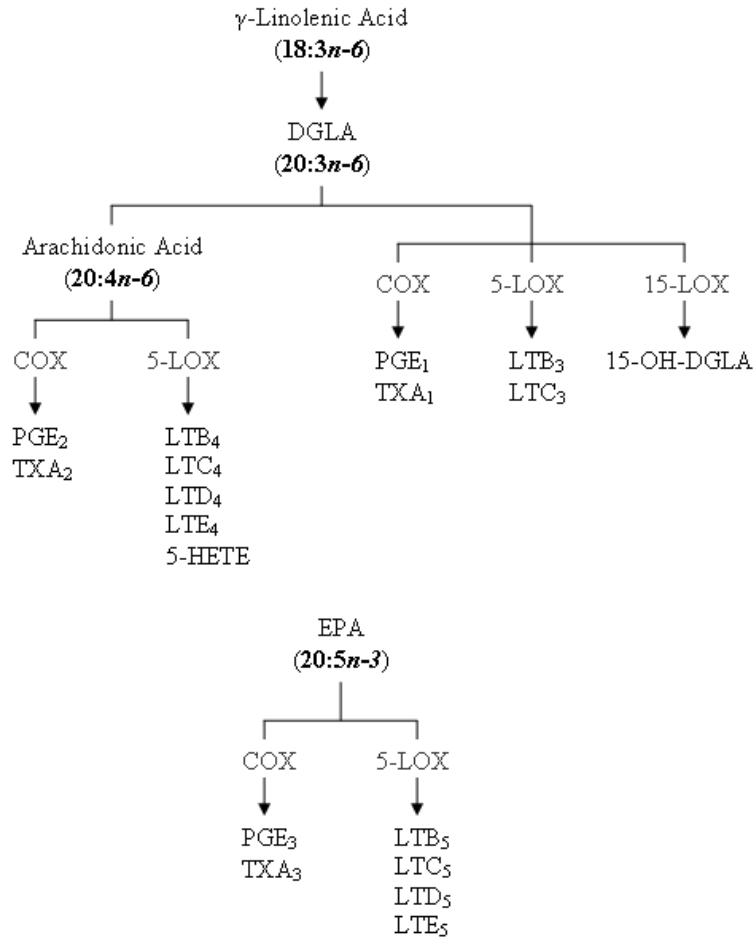 γ-Linolenic Acid
(18:3n-6)
DGLA
(20:3n-6)
Arachidonic Acid
(20:4n-6)
COX 5-LOX 15-LOX
PGE₁ LTB₃ 15-OH-DGLA
TXA₁ LTC₃
COX 5-LOX
PGE₂ LTB₄
TXA₂ LTC₄
LTD₄
LTE₄
5-HETE
EPA
(20:5n-3)
COX 5-LOX
PGE₃ LTB₅
TXA₃ LTC₅
LTD₅
LTE₅